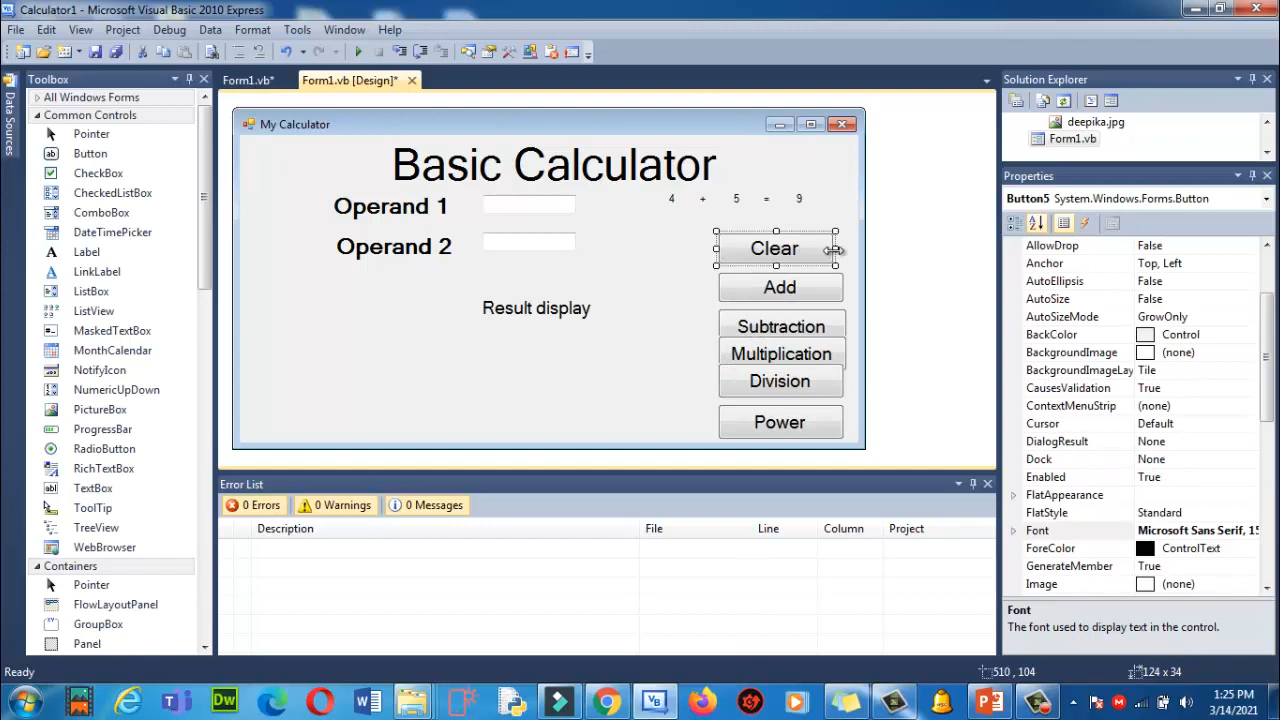 Calculator1 - Microsoft Visual Basic 2010 Express
File Edit View Project Debug Data Format Tools Window Help
Data Sources
Toolbox
All Windows Forms
Common Controls
Pointer
Button
CheckBox
CheckedListBox
ComboBox
DateTimePicker
Label
LinkLabel
ListBox
ListView
MaskedTextBox
MonthCalendar
NotifyIcon
NumericUpDown
PictureBox
ProgressBar
RadioButton
RichTextBox
TextBox
ToolTip
TreeView
WebBrowser
Containers
Pointer
FlowLayoutPanel
GroupBox
Panel
Form1.vb* Form1.vb [Design]*
My Calculator
Basic Calculator
Operand 1
4 + 5 = 9
Operand 2
Clear
Add
Result display
Subtraction
Multiplication
Division
Power
Error List
0 Errors 0 Warnings 0 Messages
Description File Line Column Project
Solution Explorer
deepika.jpg
Form1.vb
Properties
Button5 System.Windows.Forms.Button
AllowDrop False
Anchor Top, Left
AutoEllipsis False
AutoSize False
AutoSizeMode GrowOnly
BackColor Control
BackgroundImage (none)
BackgroundImageLay Tile
CausesValidation True
ContextMenuStrip (none)
Cursor Default
DialogResult None
Dock None
Enabled True
FlatAppearance
FlatStyle Standard
Font Microsoft Sans Serif, 15
ForeColor ControlText
GenerateMember True
Image (none)
Font
The font used to display text in the control.
Ready 510 , 104 124 x 34
1:25 PM
3/14/2021